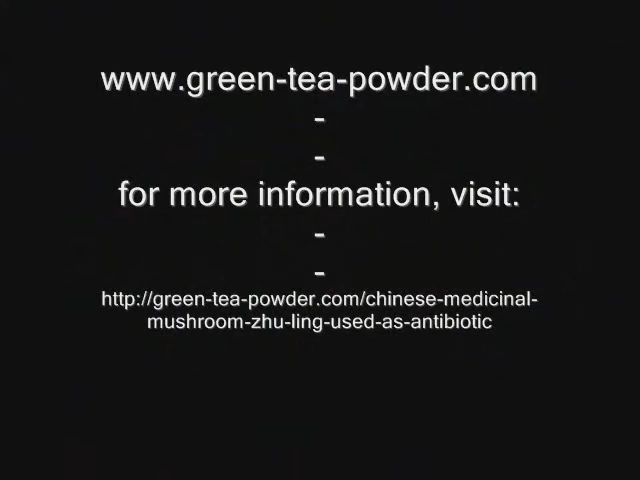 www.green-tea-powder.com
-
-
for more information, visit:
-
-
http://green-tea-powder.com/chinese-medicinal-
mushroom-zhu-ling-used-as-antibiotic